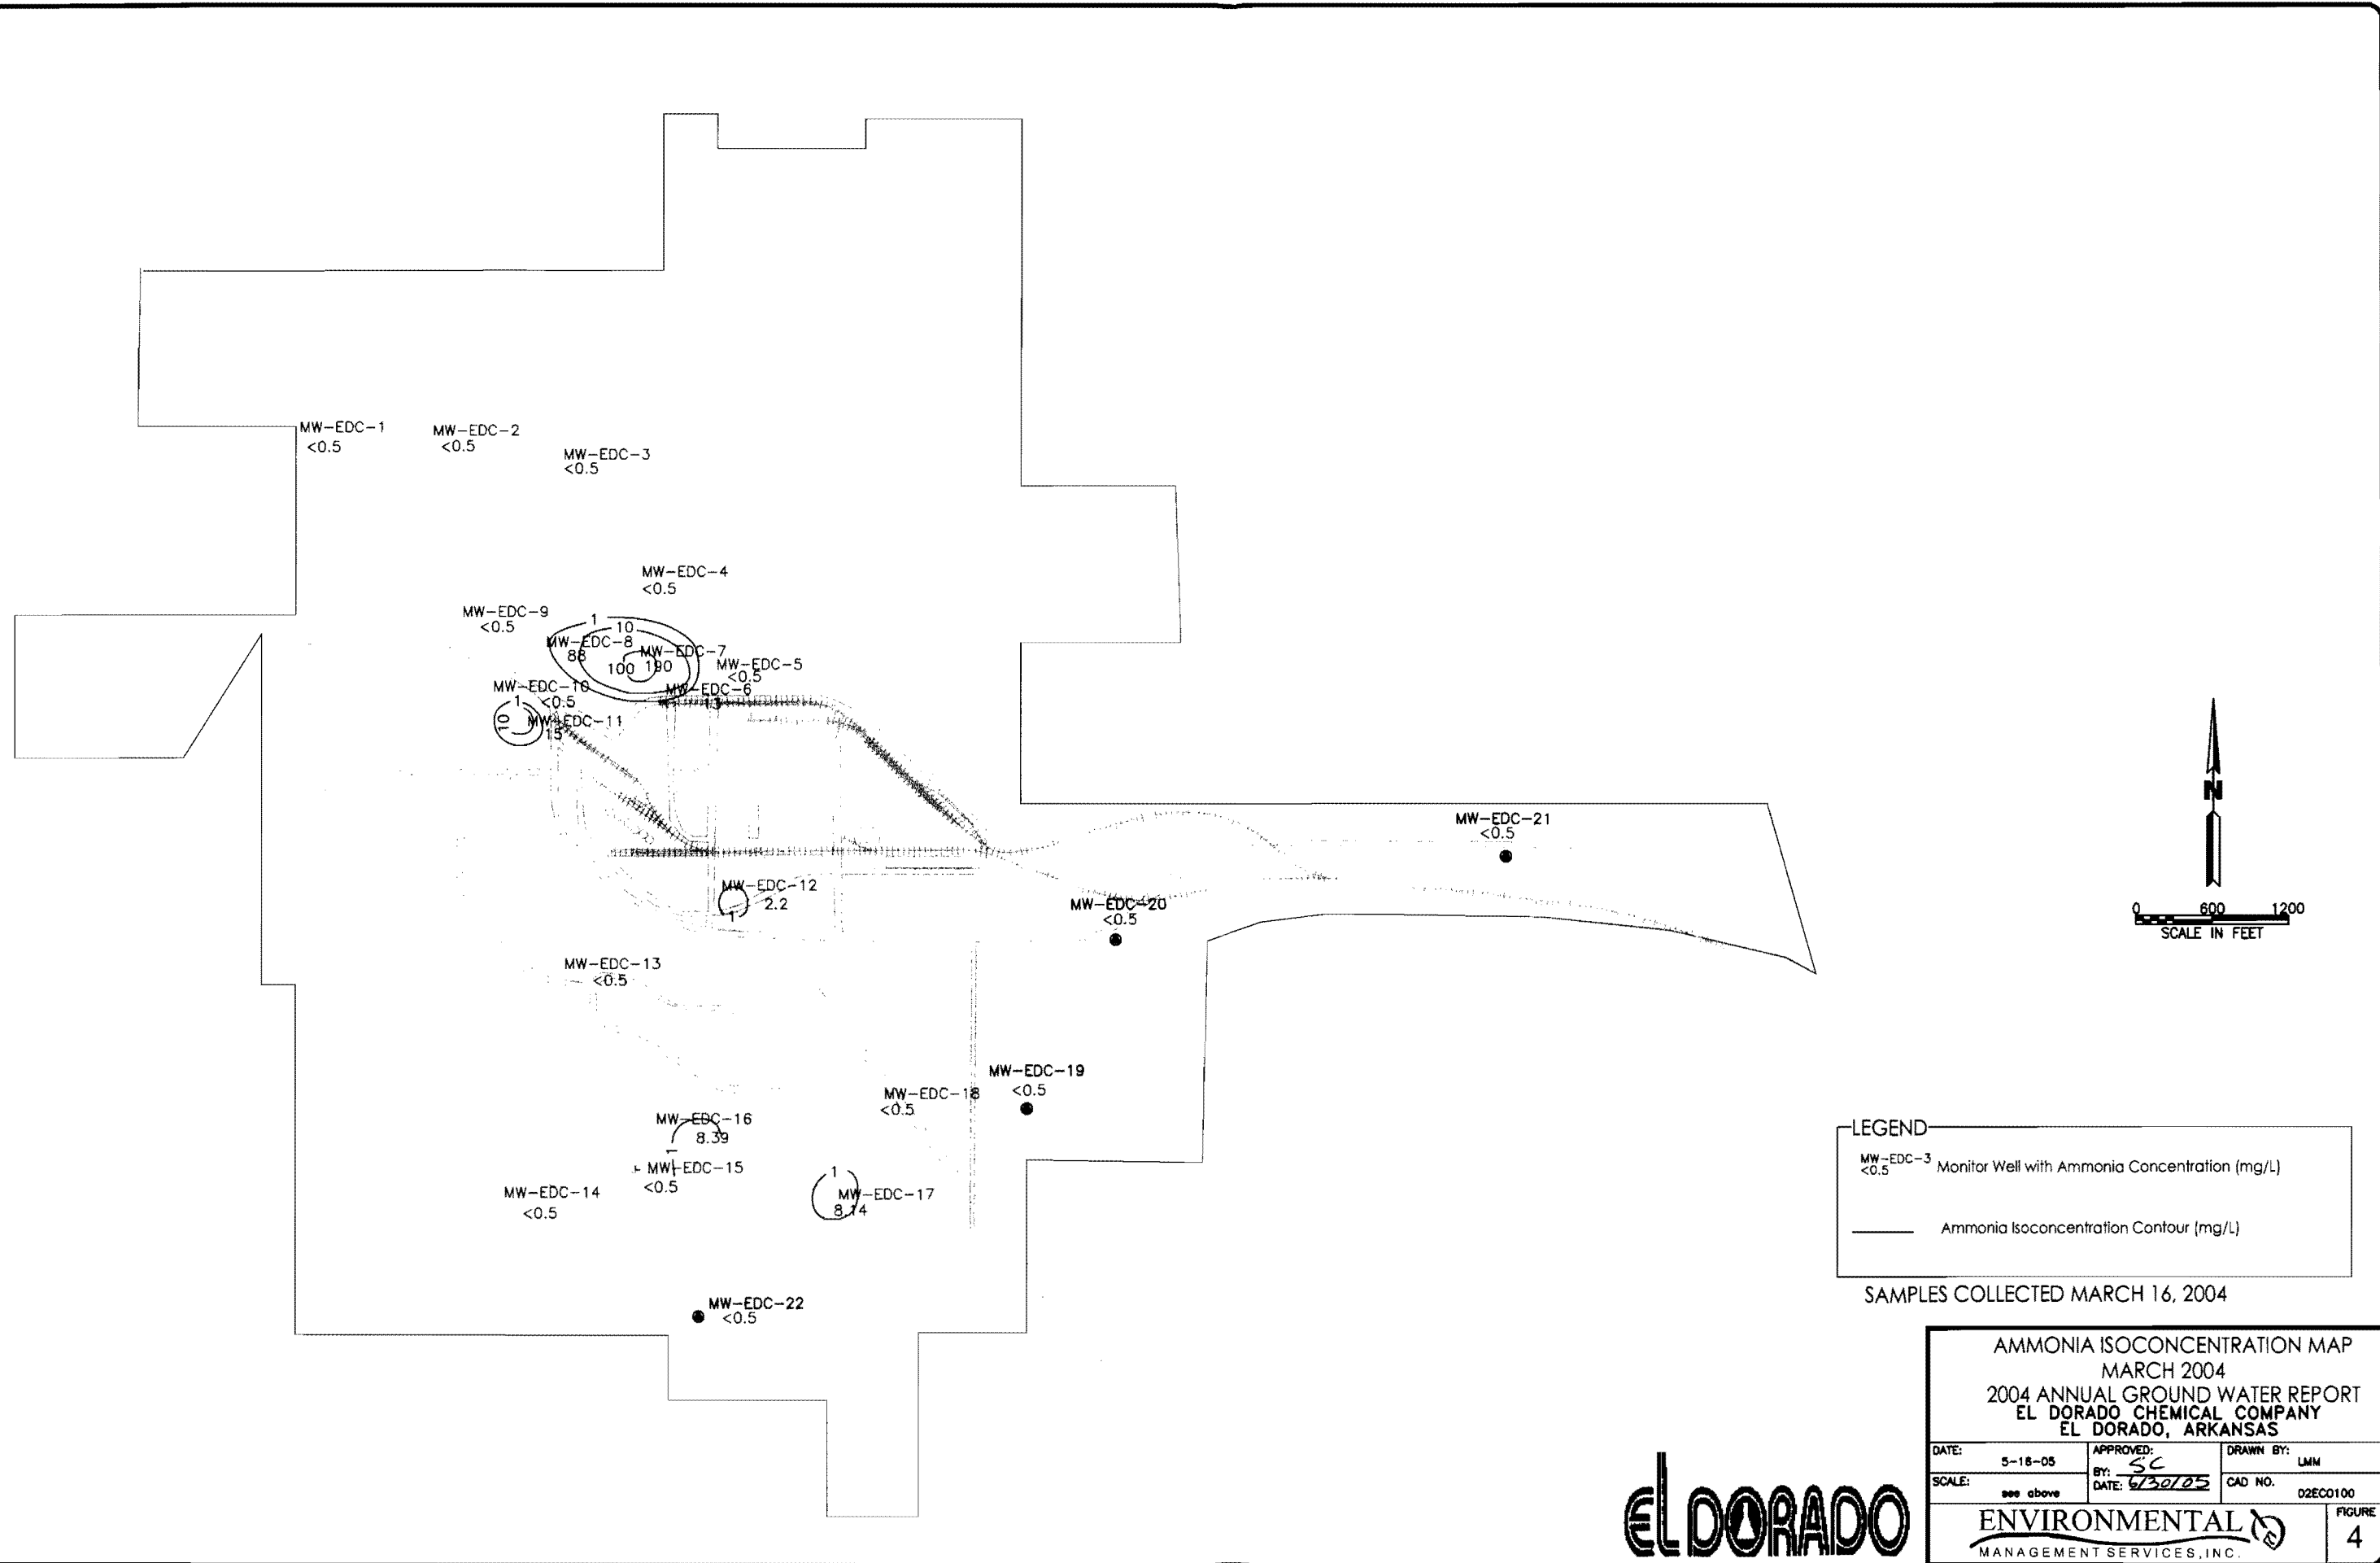 MW-EDC-1
<0.5
MW-EDC-2
<0.5
MW-EDC-3
<0.5
MW-EDC-4
<0.5
MW-EDC-9
<0.5
1
10
MW-EDC-8
88
MW-EDC-7
100 190
MW-EDC-5
<0.5
MW-EDC-10
<0.5
MW-EDC-6
13
1
10
MW-EDC-11
15
MW-EDC-21
<0.5
MW-EDC-12
2.2
1
MW-EDC-20
<0.5
MW-EDC-13
<0.5
MW-EDC-19
<0.5
MW-EDC-18
<0.5
MW-EDC-16
8.39
1
MW-EDC-15
<0.5
MW-EDC-14
<0.5
1
MW-EDC-17
8.14
MW-EDC-22
<0.5
N
0 600 1200
SCALE IN FEET
LEGEND
MW-EDC-3
<0.5
Monitor Well with Ammonia Concentration (mg/L)
Ammonia Isoconcentration Contour (mg/L)
SAMPLES COLLECTED MARCH 16, 2004
AMMONIA ISOCONCENTRATION MAP
MARCH 2004
2004 ANNUAL GROUND WATER REPORT
EL DORADO CHEMICAL COMPANY
EL DORADO, ARKANSAS
DATE: 5-16-05
APPROVED:
BY: SC
DATE: 6/30/05
DRAWN BY: LMM
SCALE: see above
CAD NO. 02EC0100
ENVIRONMENTAL
MANAGEMENT SERVICES, INC.
FIGURE
4
EL DORADO